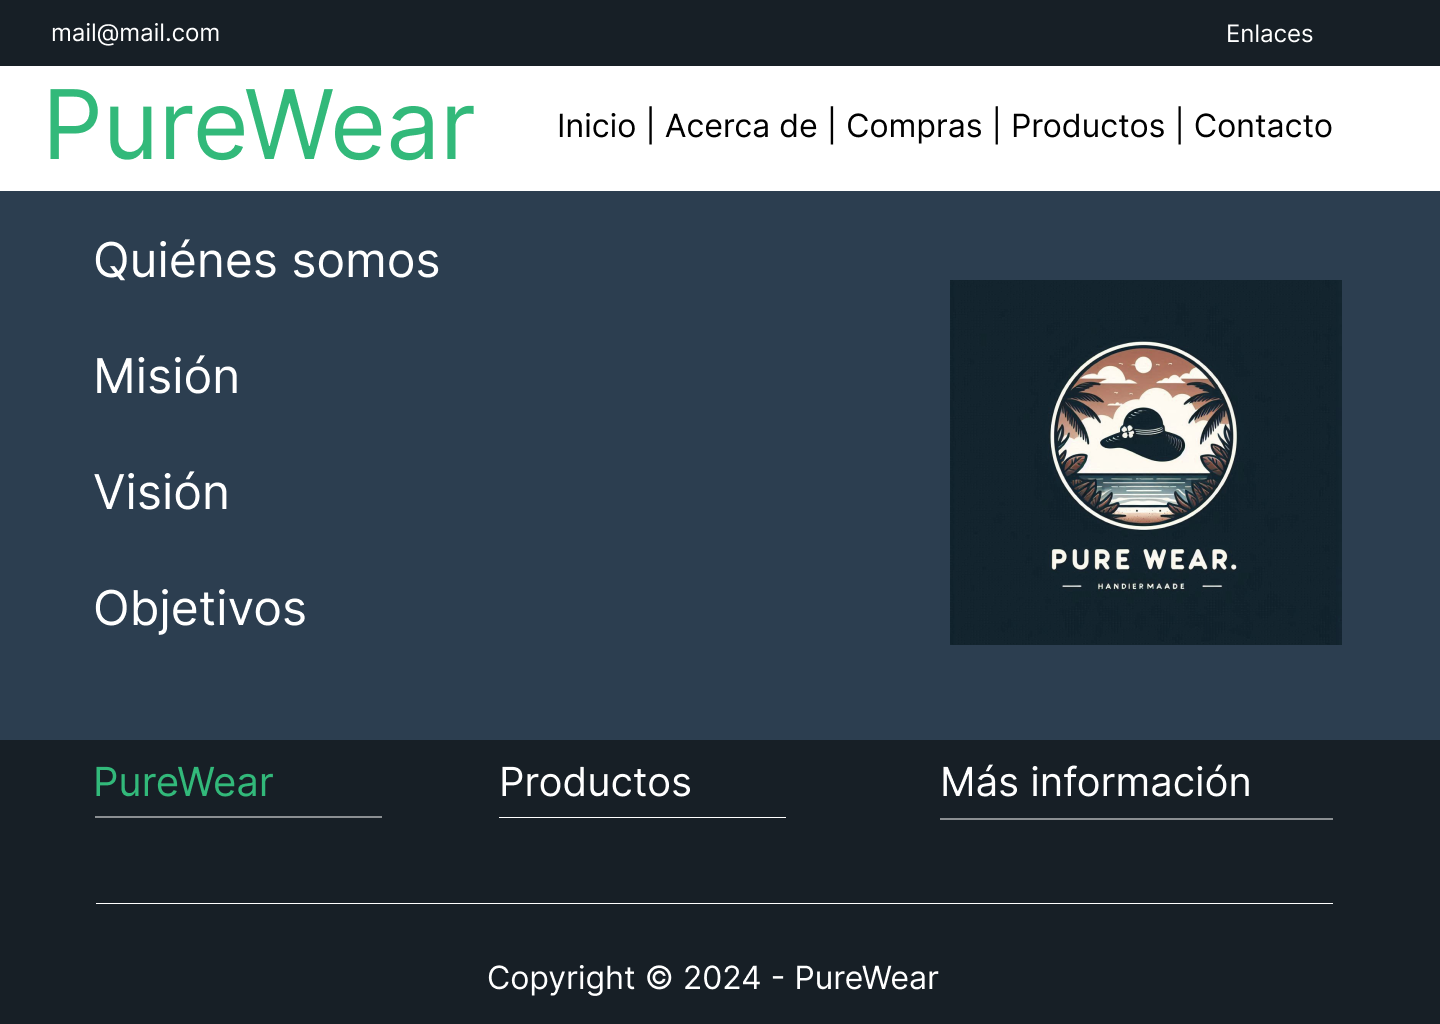 mail@mail.com
Enlaces
PureWear
Inicio | Acerca de | Compras | Productos | Contacto
Quiénes somos
Misión
Visión
Objetivos
PURE WEAR.
HANDIERMAADE
PureWear
Productos
Más información
Copyright © 2024 - PureWear